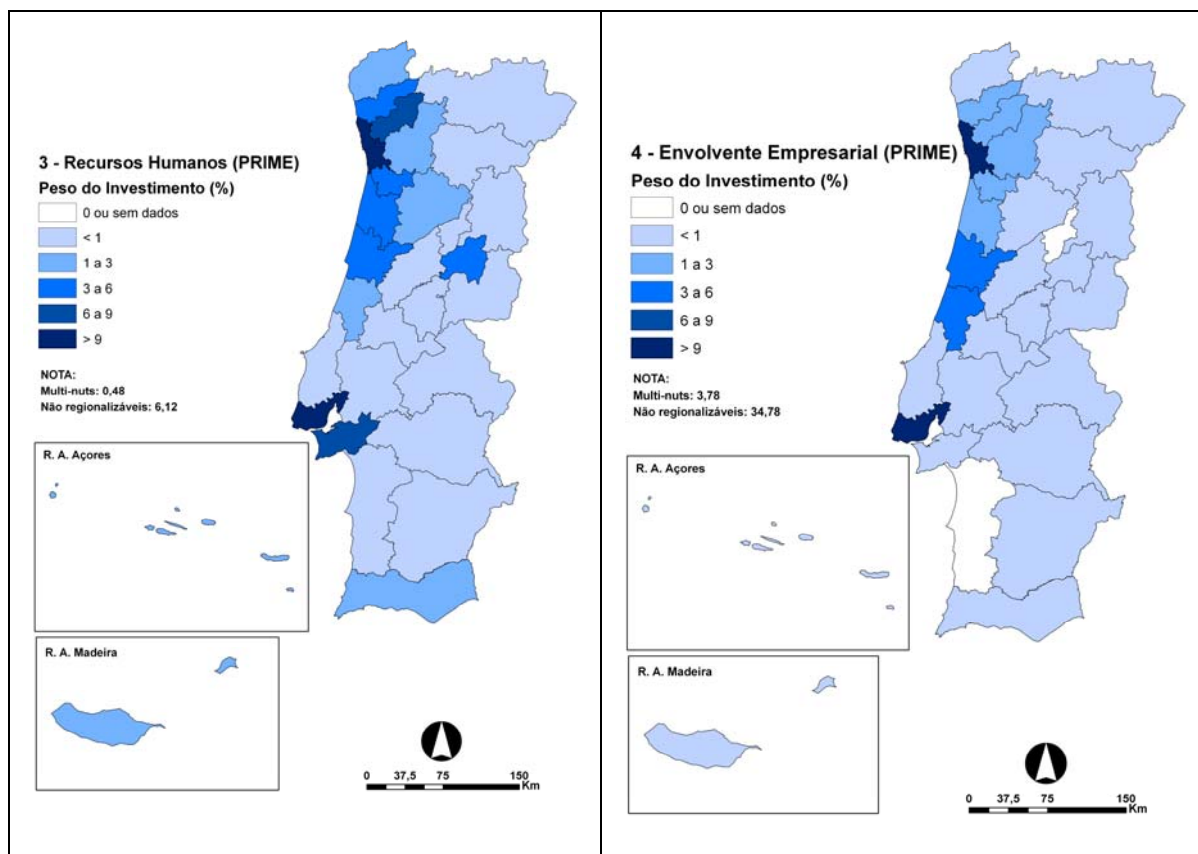 3 - Recursos Humanos (PRIME)
Peso do Investimento (%)
0 ou sem dados
< 1
1 a 3
3 a 6
6 a 9
> 9
NOTA:
Multi-nuts: 0,48
Não regionalizáveis: 6,12
R. A. Açores
R. A. Madeira
0 37,5 75 150
Km
4 - Envolvente Empresarial (PRIME)
Peso do Investimento (%)
0 ou sem dados
< 1
1 a 3
3 a 6
6 a 9
> 9
NOTA:
Multi-nuts: 3,78
Não regionalizáveis: 34,78
R. A. Açores
R. A. Madeira
0 37,5 75 150
Km